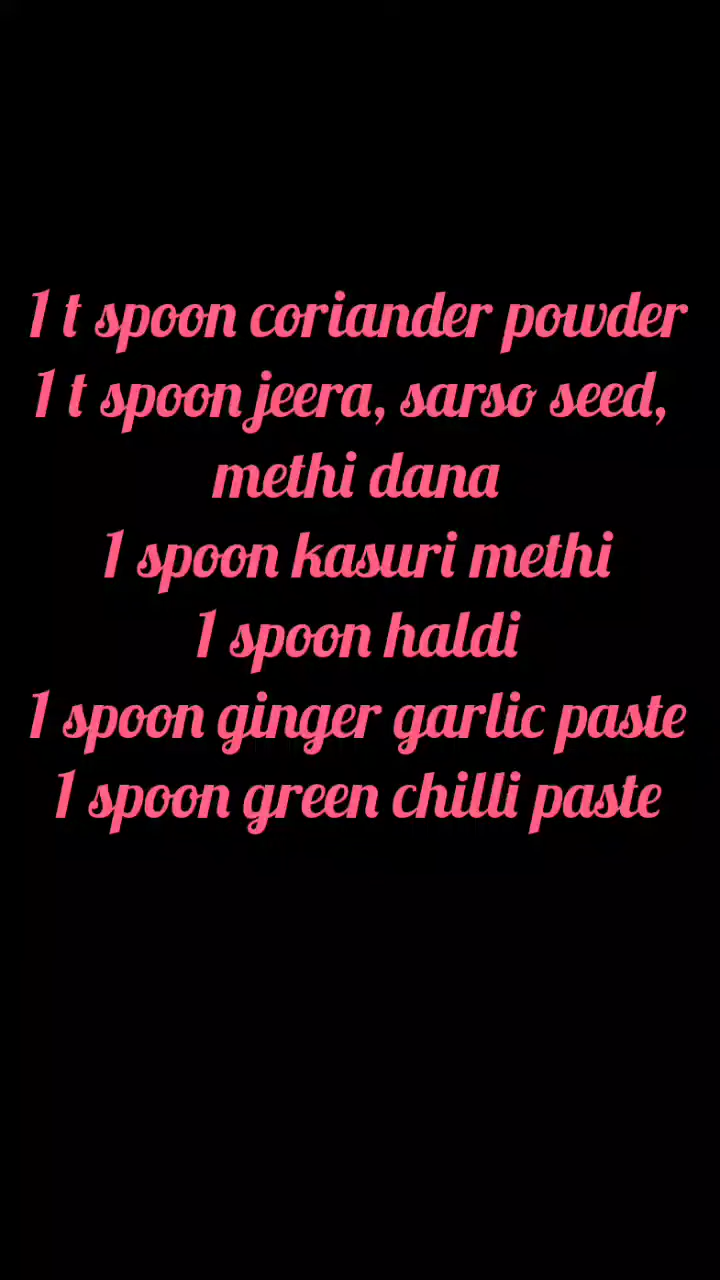 1 t spoon coriander powder
1 t spoon jeera, sarso seed,
methi dana
1 spoon kasuri methi
1 spoon haldi
1 spoon ginger garlic paste
1 spoon green chilli paste